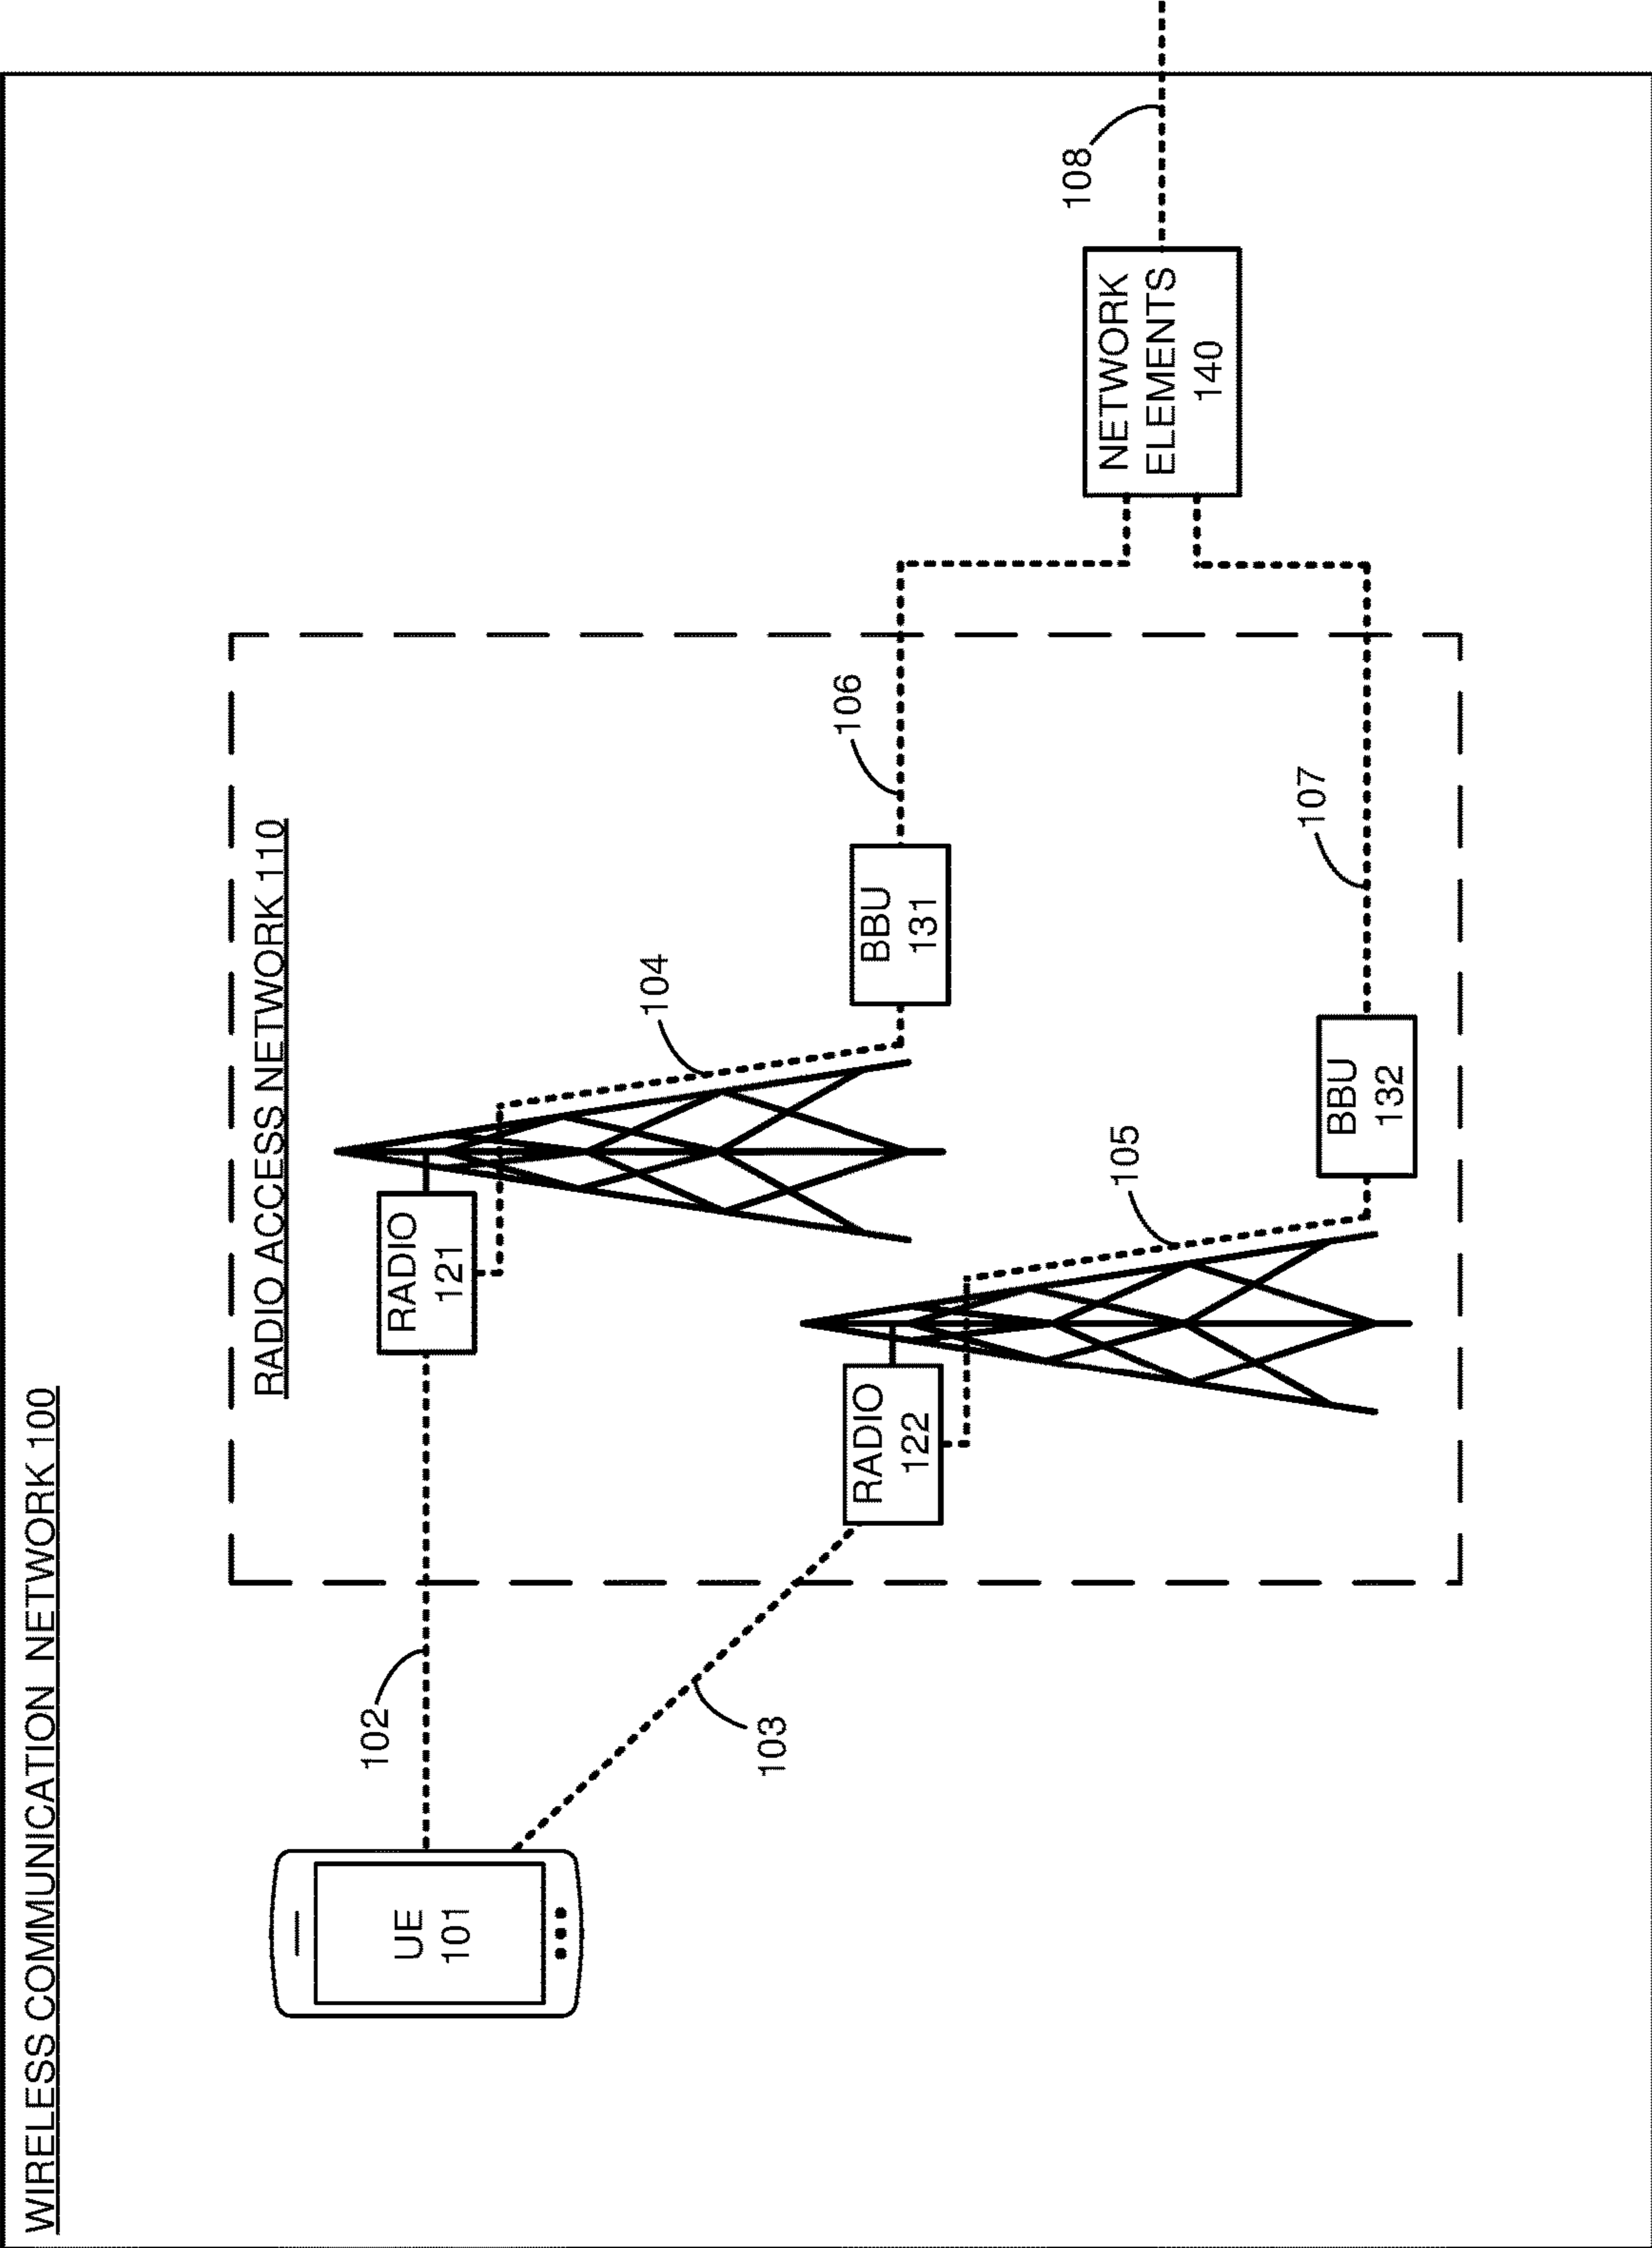 WIRELESS COMMUNICATION NETWORK 100
RADIO ACCESS NETWORK 110
UE
101
102
103
RADIO
121
104
BBU
131
106
RADIO
122
105
BBU
132
107
NETWORK
ELEMENTS
140
108